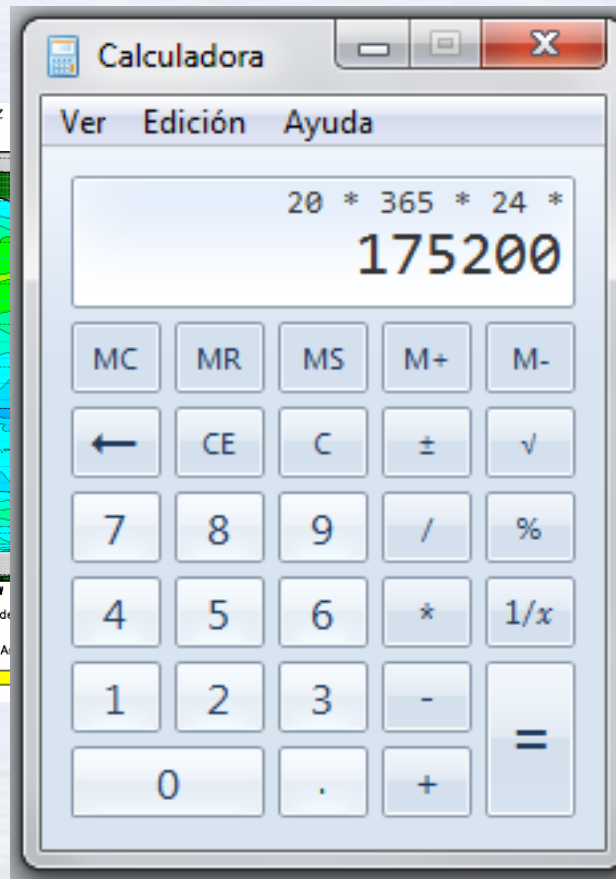 Calculadora
Ver Edición Ayuda
20 * 365 * 24 *
175200
MC MR MS M+ M-
← CE C ± √
7 8 9 / %
4 5 6 * 1/x
1 2 3 - =
0 . +